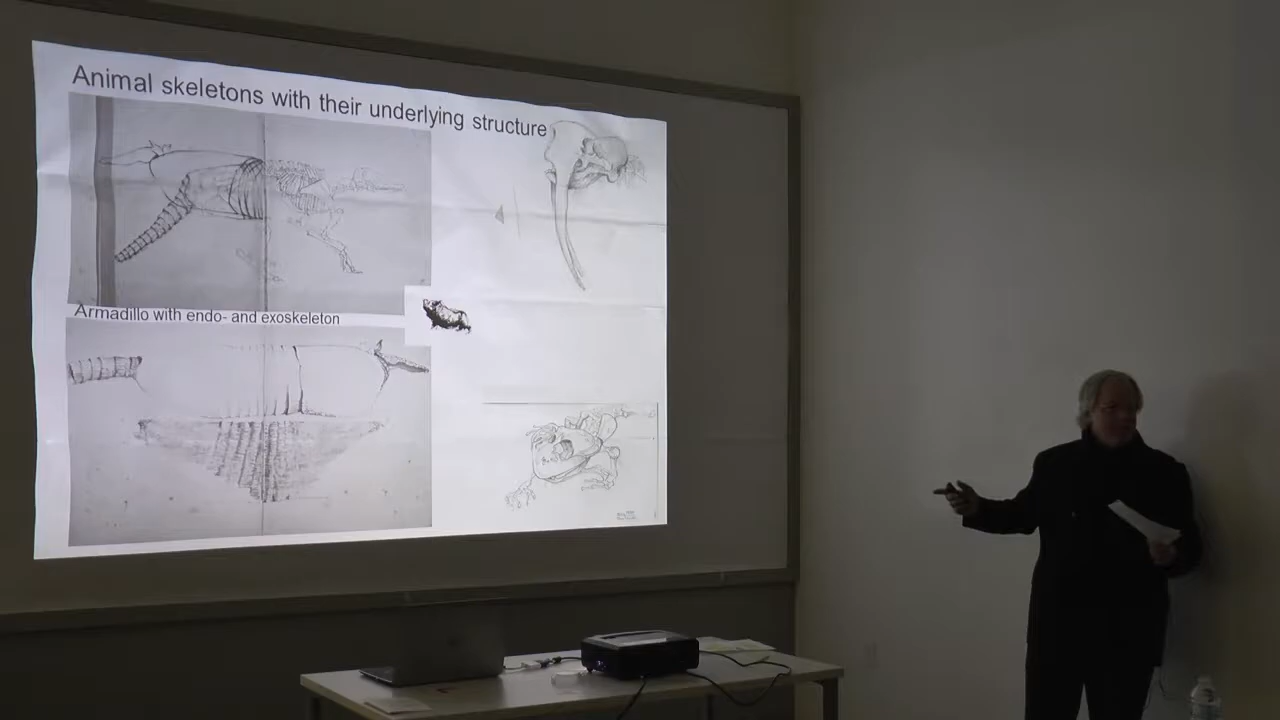 Animal skeletons with their underlying structure
Armadillo with endo- and exoskeleton